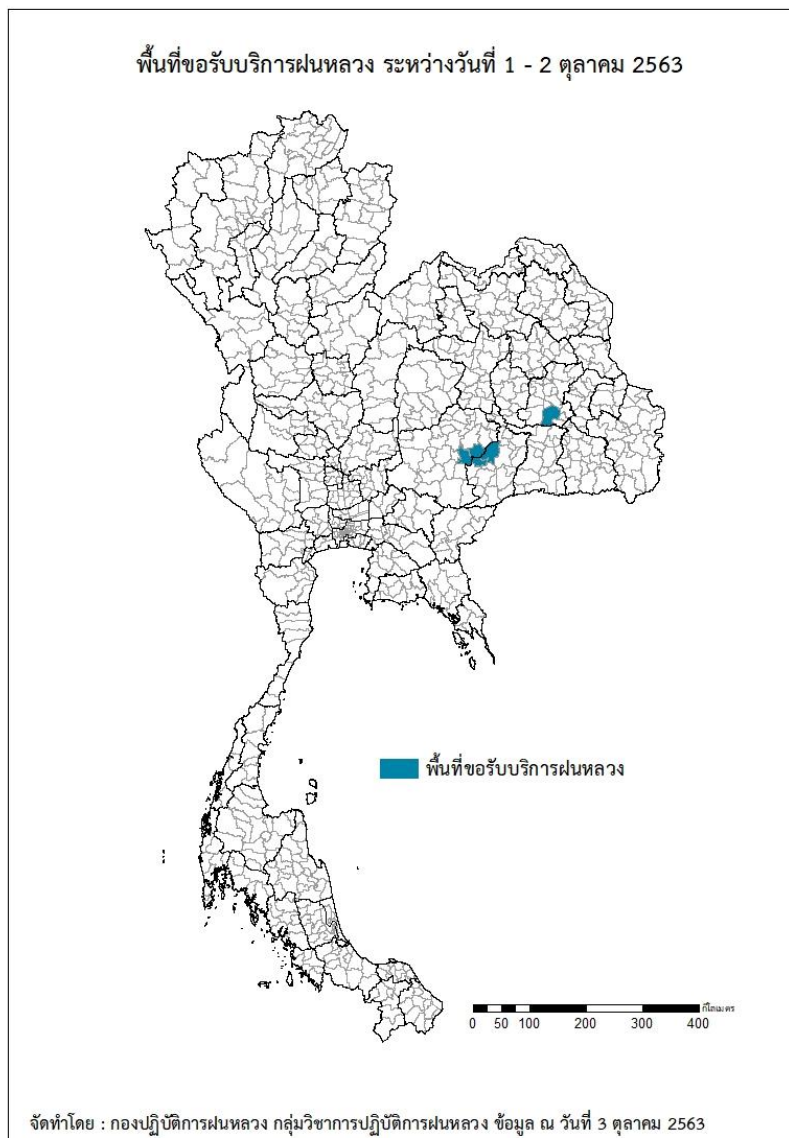 พื้นที่ขอรับบริการฝนหลวง ระหว่างวันที่ 1 - 2 ตุลาคม 2563
พื้นที่ขอรับบริการฝนหลวง
กิโลเมตร
0 50 100 200 300 400
จัดทำโดย : กองปฏิบัติการฝนหลวง กลุ่มวิชาการปฏิบัติการฝนหลวง ข้อมูล ณ วันที่ 3 ตุลาคม 2563